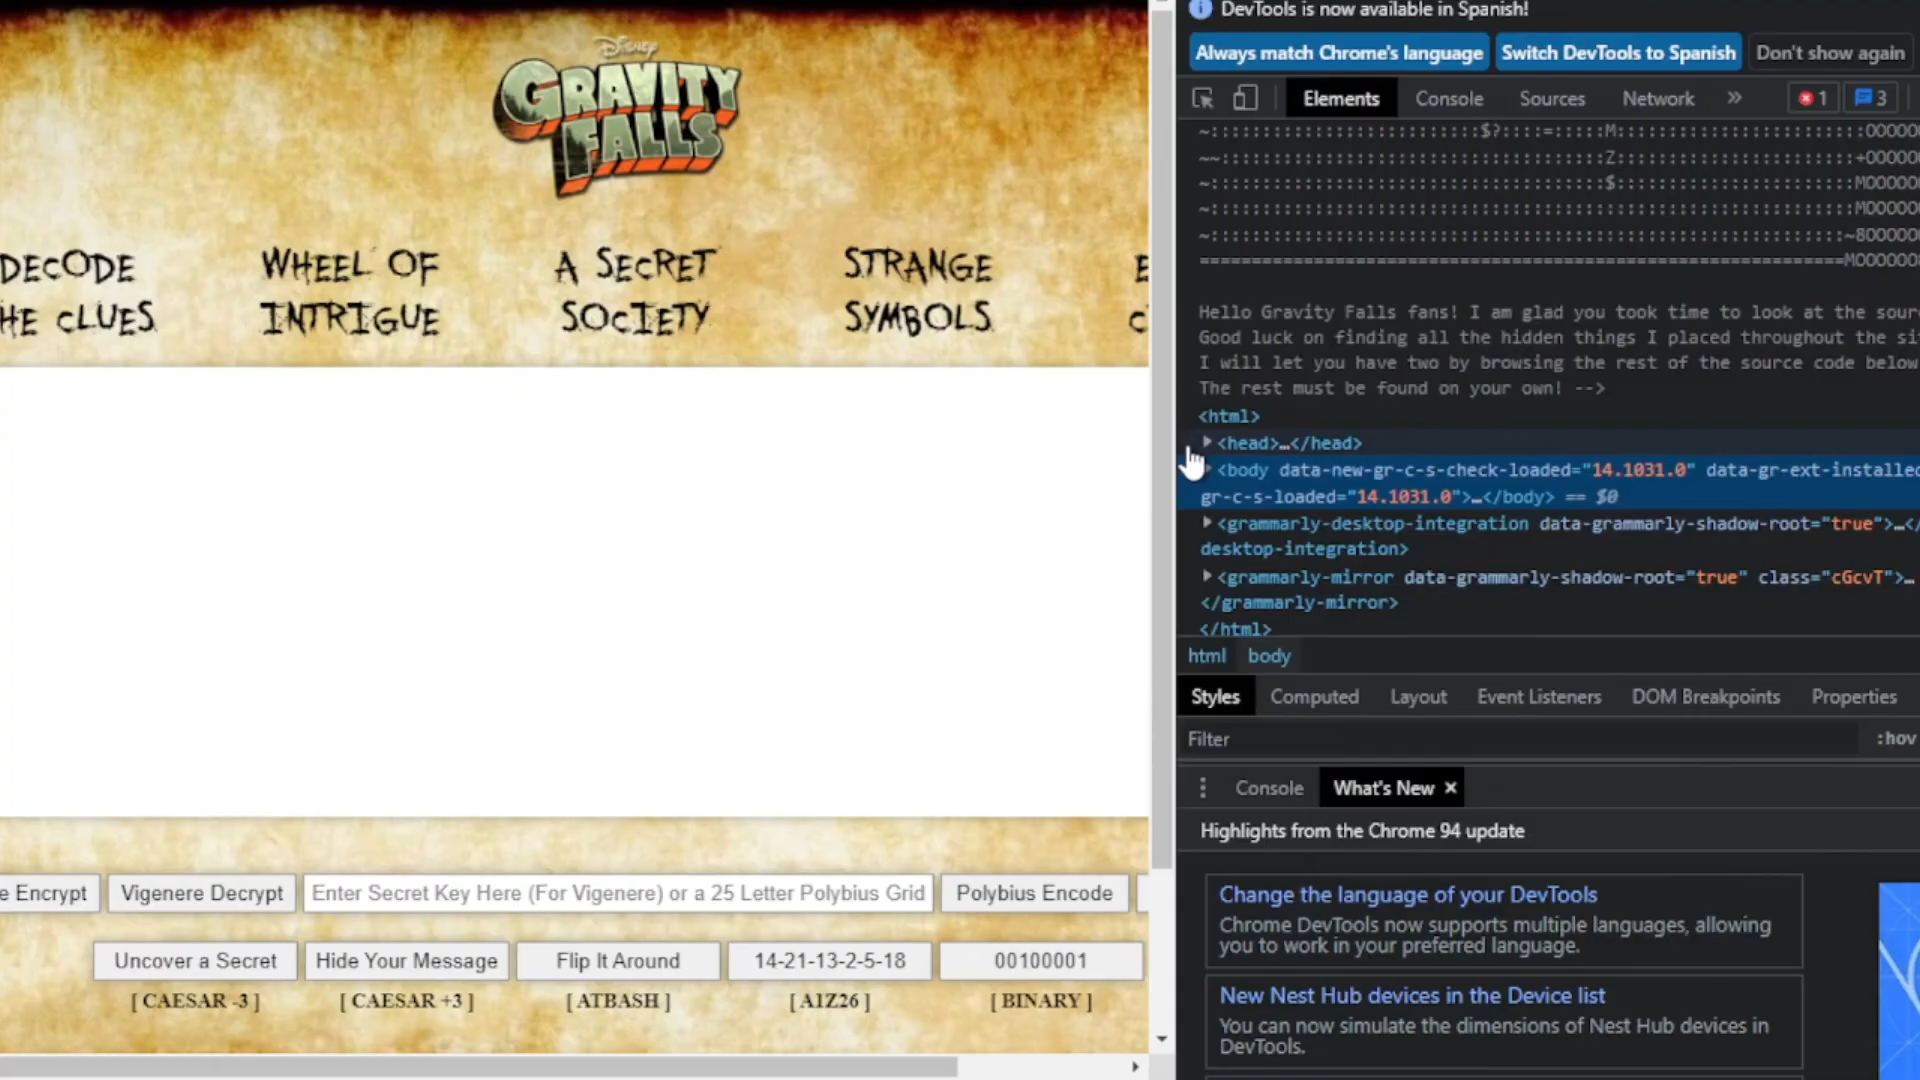 Disney
GRAVITY
FALLS
DECODE
HE CLUES
WHEEL OF
INTRIGUE
A SECRET
SOCIETY
STRANGE
SYMBOLS
e Encrypt
Vigenere Decrypt
Enter Secret Key Here (For Vigenere) or a 25 Letter Polybius Grid
Polybius Encode
Uncover a Secret
Hide Your Message
Flip It Around
14-21-13-2-5-18
00100001
[ CAESAR -3 ]
[ CAESAR +3 ]
[ ATBASH ]
[ A1Z26 ]
[ BINARY ]
DevTools is now available in Spanish!
Always match Chrome's language
Switch DevTools to Spanish
Don't show again
Elements
Console
Sources
Network
»
1
3
Hello Gravity Falls fans! I am glad you took time to look at the sour
Good luck on finding all the hidden things I placed throughout the si
I will let you have two by browsing the rest of the source code below
The rest must be found on your own! -->
<html>
<head>…</head>
<body data-new-gr-c-s-check-loaded="14.1031.0" data-gr-ext-installed
gr-c-s-loaded="14.1031.0">…</body> == $0
<grammarly-desktop-integration data-grammarly-shadow-root="true">…</
desktop-integration>
<grammarly-mirror data-grammarly-shadow-root="true" class="cGcvT">…
</grammarly-mirror>
</html>
html
body
Styles
Computed
Layout
Event Listeners
DOM Breakpoints
Properties
Filter
:hov
Console
What's New ×
Highlights from the Chrome 94 update
Change the language of your DevTools
Chrome DevTools now supports multiple languages, allowing
you to work in your preferred language.
New Nest Hub devices in the Device list
You can now simulate the dimensions of Nest Hub devices in
DevTools.